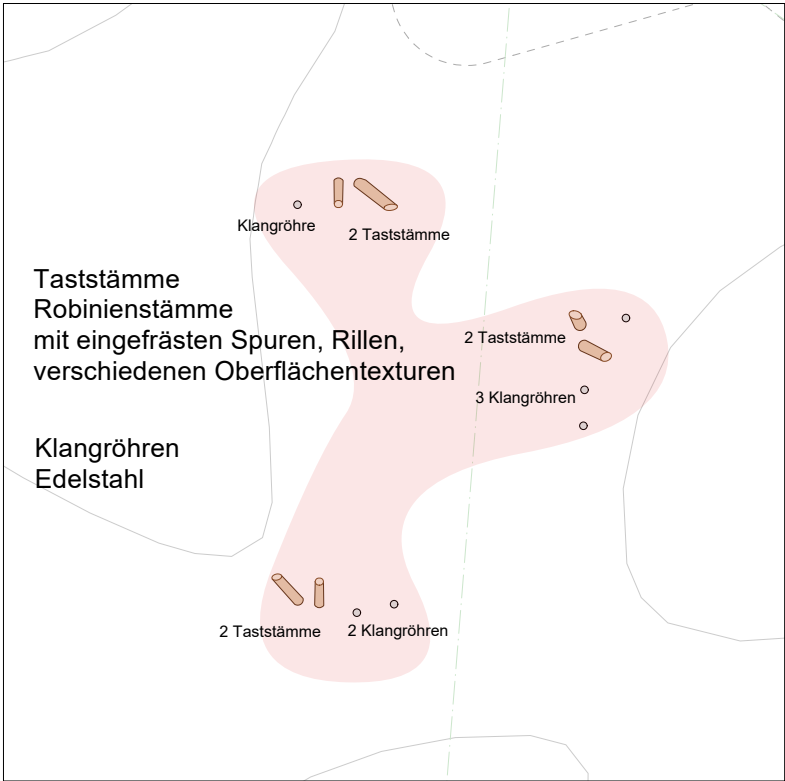 Klangröhre
2 Taststämme
Taststämme
Robinienstämme
mit eingefrästen Spuren, Rillen,
verschiedenen Oberflächentexturen
2 Taststämme
3 Klangröhren
Klangröhren
Edelstahl
2 Taststämme
2 Klangröhren